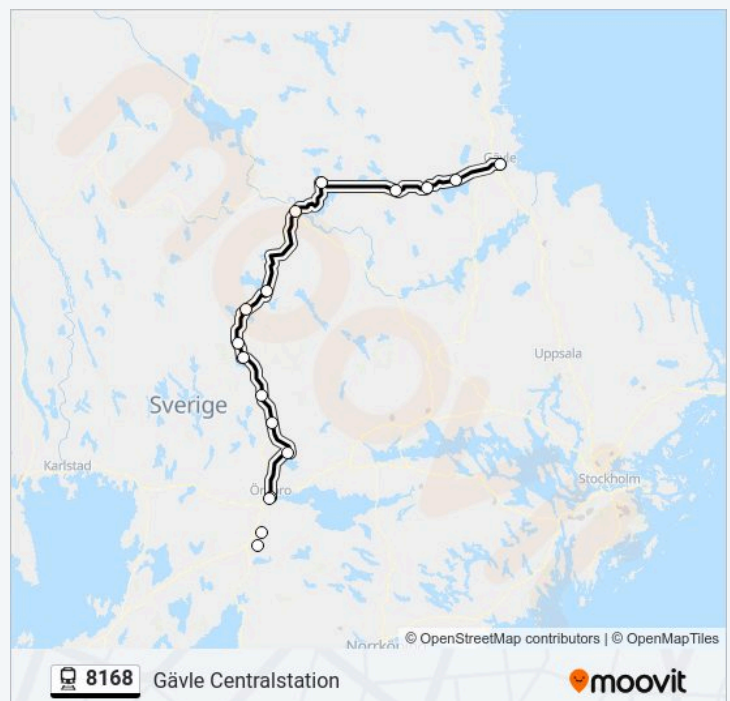 Gävle
Uppsala
Sverige
Karlstad
Stockholm
Örebro
© OpenStreetMap contributors | © OpenMapTiles
8168 Gävle Centralstation
moovit